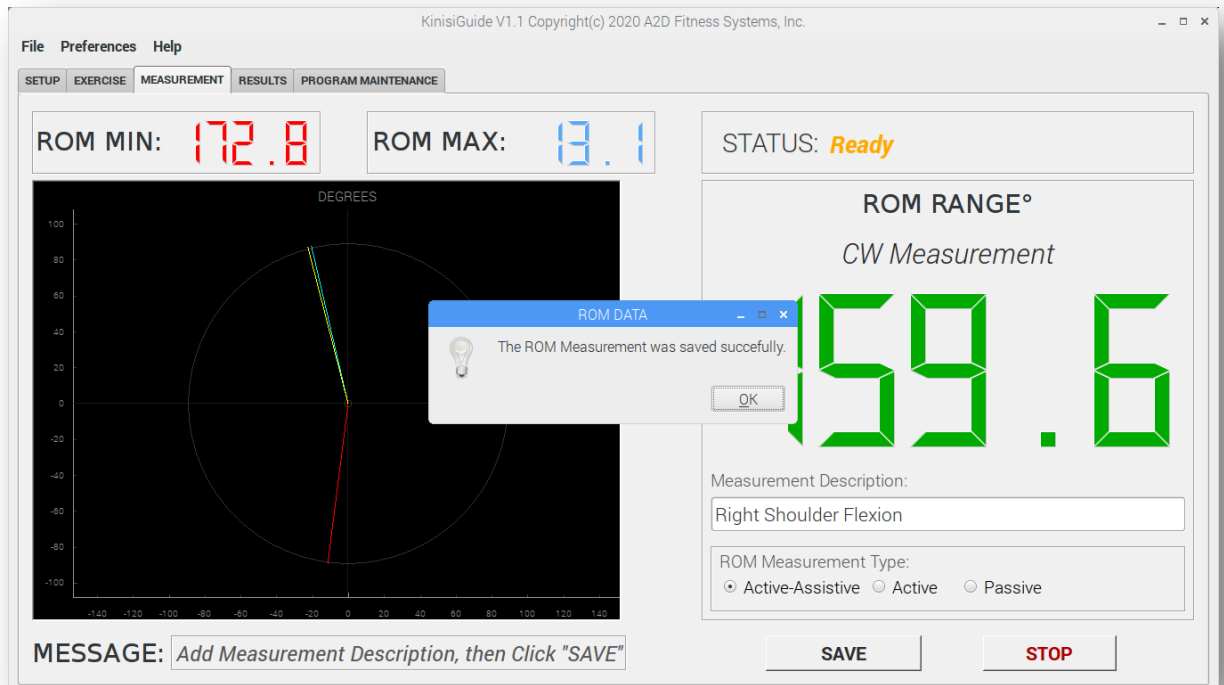 KinisiGuide V1.1 Copyright(c) 2020 A2D Fitness Systems, Inc.
File Preferences Help
SETUP EXERCISE MEASUREMENT RESULTS PROGRAM MAINTENANCE
ROM MIN: 172.8 ROM MAX: 13.1 STATUS: Ready
DEGREES
100
80
60
40
20
0
-20
-40
-60
-80
-100
-140 -120 -100 -80 -60 -40 -20 0 20 40 60 80 100 120 140
ROM RANGE°
CW Measurement
159.6
ROM DATA
The ROM Measurement was saved succefully.
OK
Measurement Description:
Right Shoulder Flexion
ROM Measurement Type:
Active-Assistive Active Passive
MESSAGE: Add Measurement Description, then Click "SAVE"
SAVE STOP